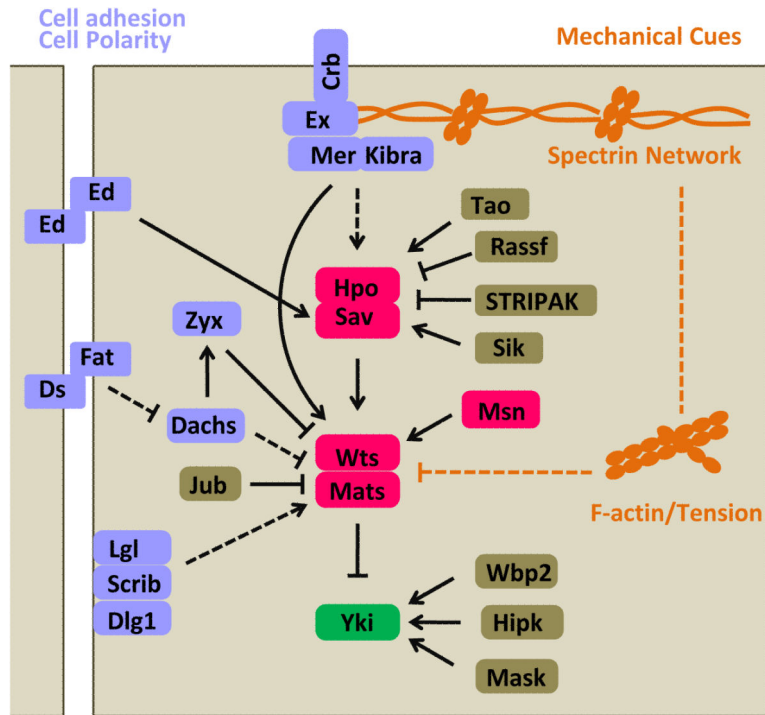 Cell adhesion
Cell Polarity
Mechanical Cues
Crb
Ex
Mer Kibra
Spectrin Network
Ed
Ed
Tao
Rassf
Hpo
Sav
STRIPAK
Sik
Zyx
Fat
Ds
Dachs
Msn
Wts
Mats
Jub
F-actin/Tension
Lgl
Scrib
Dlg1
Wbp2
Yki
Hipk
Mask